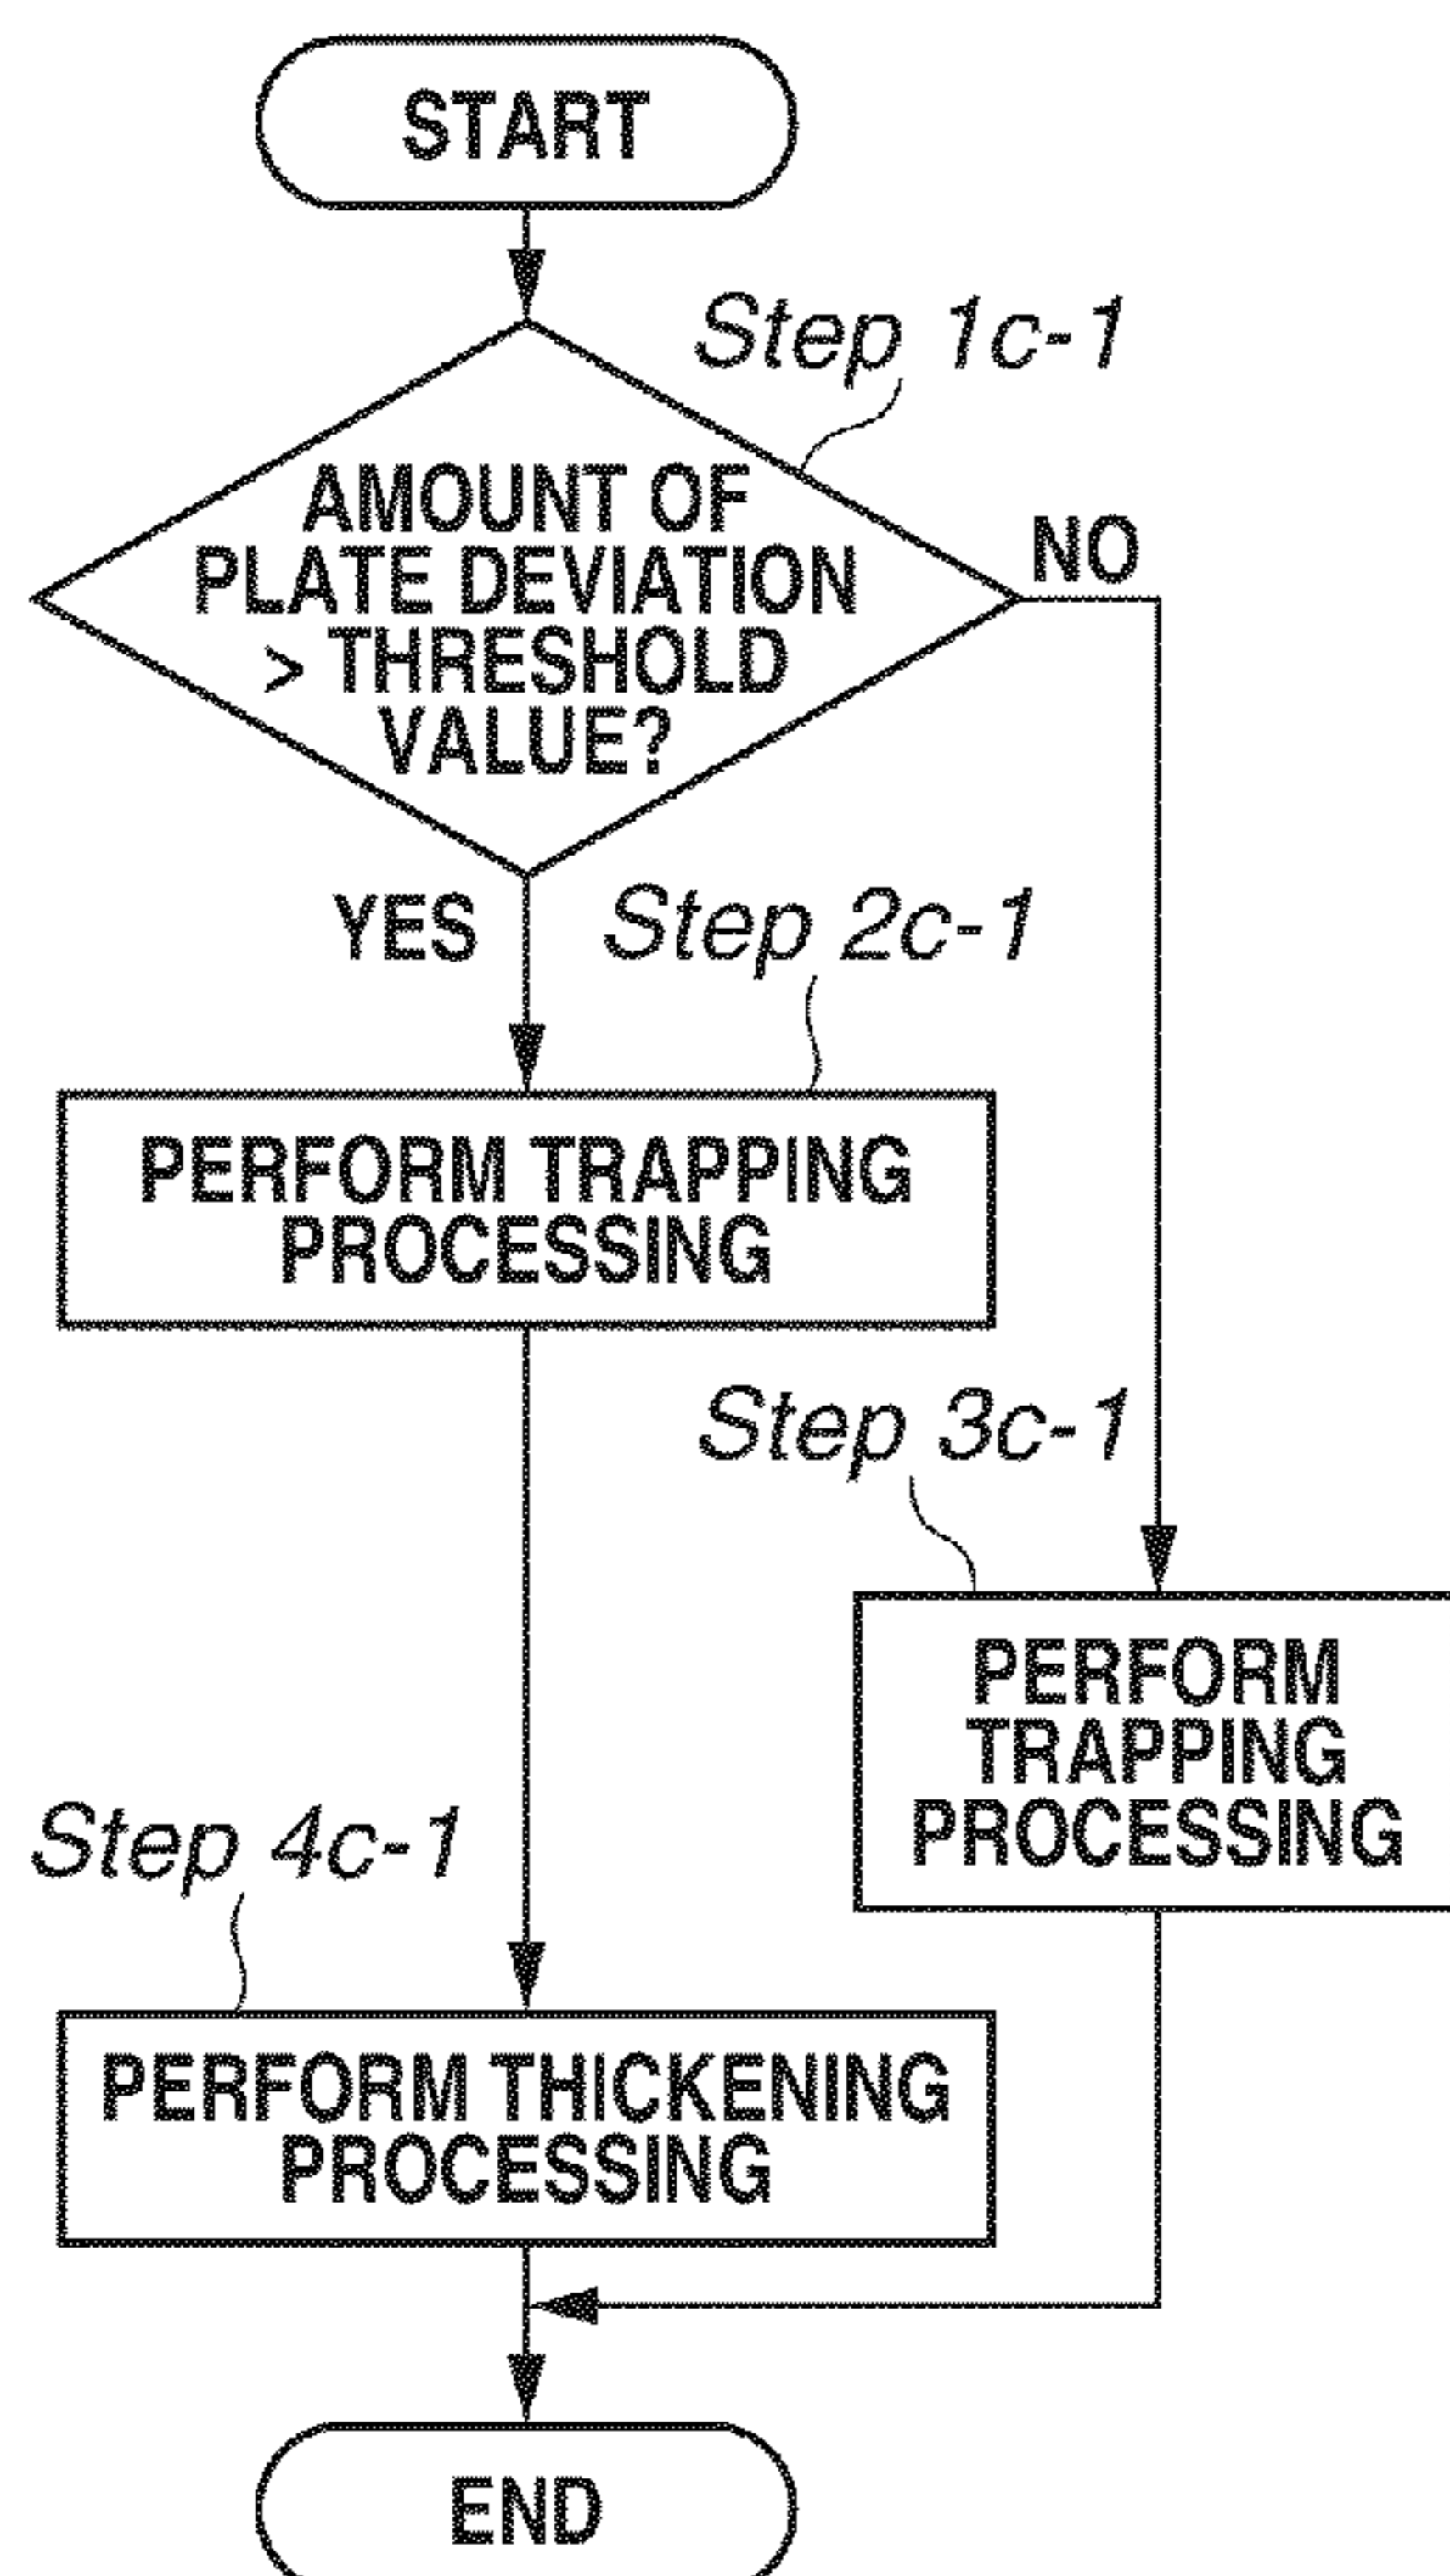 START
Step 1c-1
AMOUNT OF
PLATE DEVIATION
> THRESHOLD
VALUE?
NO
YES
Step 2c-1
PERFORM TRAPPING
PROCESSING
Step 3c-1
PERFORM
TRAPPING
PROCESSING
Step 4c-1
PERFORM THICKENING
PROCESSING
END